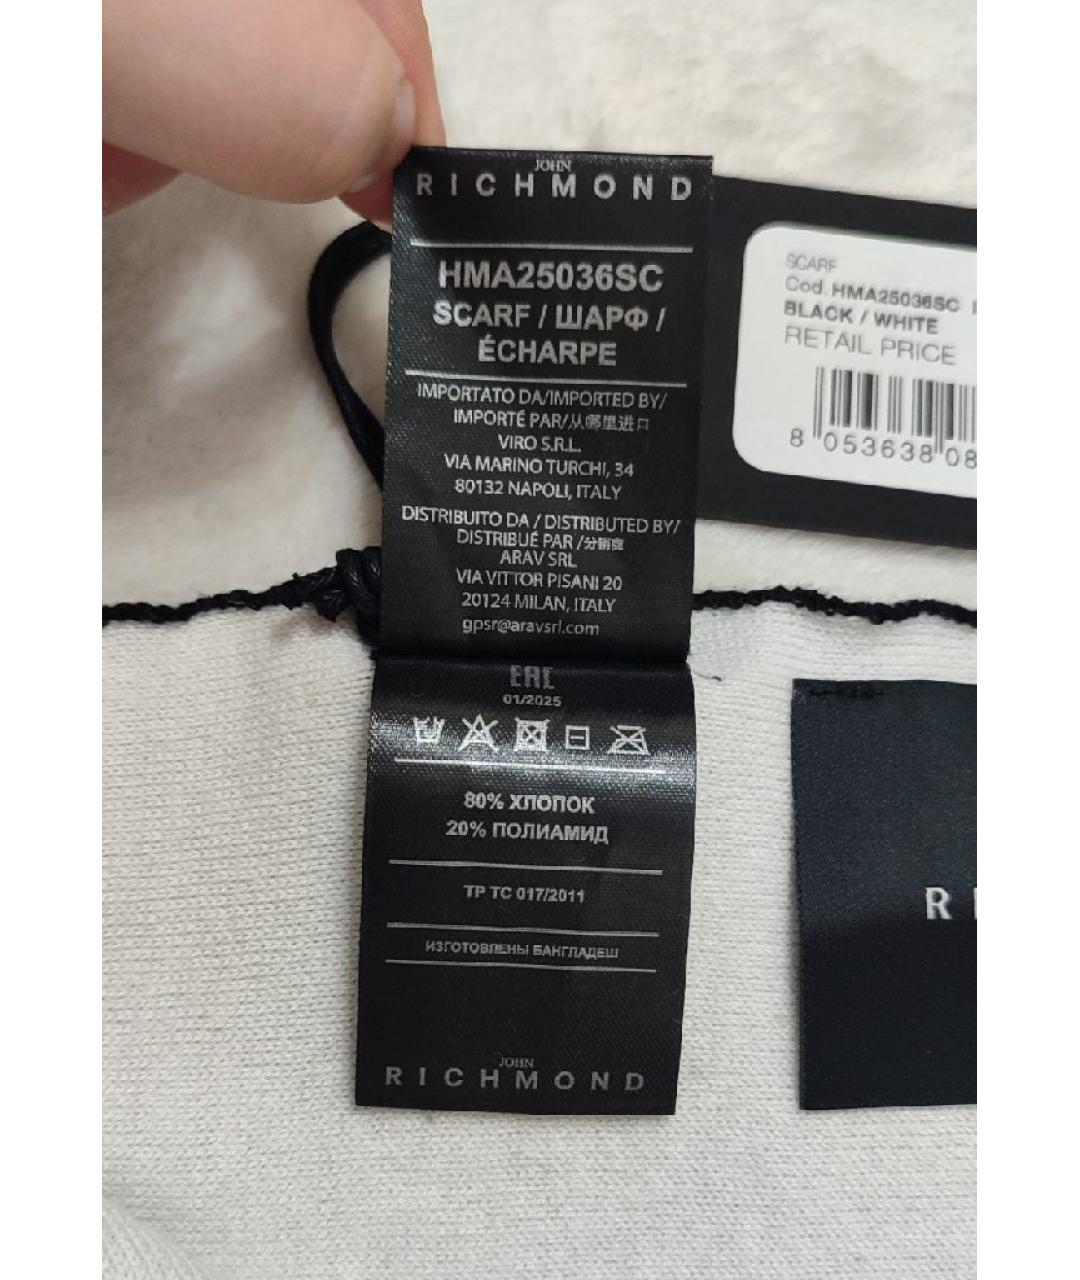 JOHN
RICHMOND
HMA25036SC
SCARF / ШАРФ /
ÉCHARPE
IMPORTATO DA/IMPORTED BY/
IMPORTÉ PAR/从哪里进口
VIRO S.R.L.
VIA MARINO TURCHI, 34
80132 NAPOLI, ITALY
DISTRIBUITO DA / DISTRIBUTED BY/
DISTRIBUÉ PAR /分销商
ARAV SRL
VIA VITTOR PISANI 20
20124 MILAN, ITALY
gpsr@aravsrl.com
EAC
01/2025
80% ХЛОПОК
20% ПОЛИАМИД
ТР ТС 017/2011
ИЗГОТОВЛЕНЫ БАНГЛАДЕШ
JOHN
RICHMOND
SCARF
Cod. HMA25036SC
BLACK / WHITE
RETAIL PRICE
8 053638 08
R